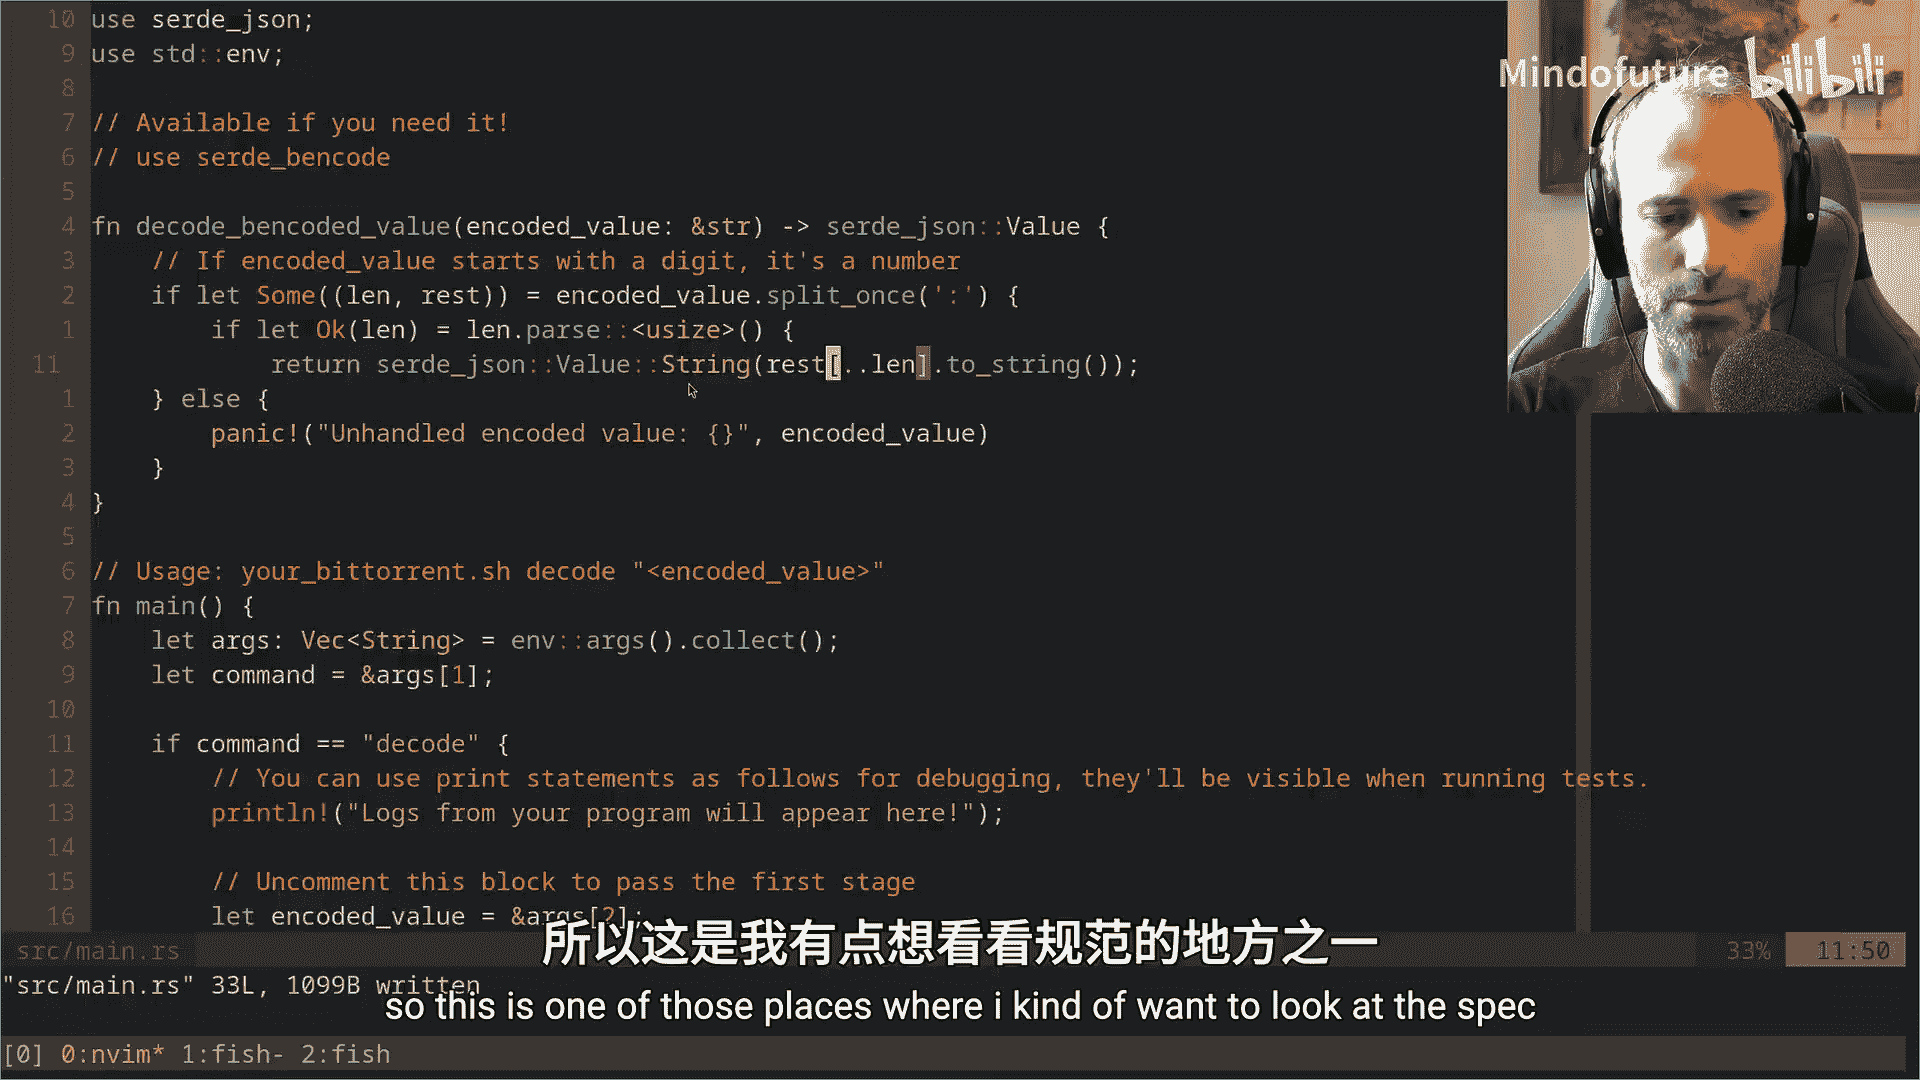 10 use serde_json;
9 use std::env;
8
7 // Available if you need it!
6 // use serde_bencode
5
4 fn decode_bencoded_value(encoded_value: &str) -> serde_json::Value {
3     // If encoded_value starts with a digit, it's a number
2     if let Some((len, rest)) = encoded_value.split_once(':') {
1         if let Ok(len) = len.parse::<usize>() {
11             return serde_json::Value::String(rest[..len].to_string());
1     } else {
2         panic!("Unhandled encoded value: {}", encoded_value)
3     }
4 }
5
6 // Usage: your_bittorrent.sh decode "<encoded_value>"
7 fn main() {
8     let args: Vec<String> = env::args().collect();
9     let command = &args[1];
10
11     if command == "decode" {
12         // You can use print statements as follows for debugging, they'll be visible when running tests.
13         println!("Logs from your program will appear here!");
14
15         // Uncomment this block to pass the first stage
16         let encoded_value = &args[2];
Mindofuture bilibili
所以这是我有点想看看规范的地方之一
src/main.rs 33% 11:50
"src/main.rs" 33L, 1099B written
so this is one of those places where i kind of want to look at the spec
[0] 0:nvim* 1:fish- 2:fish